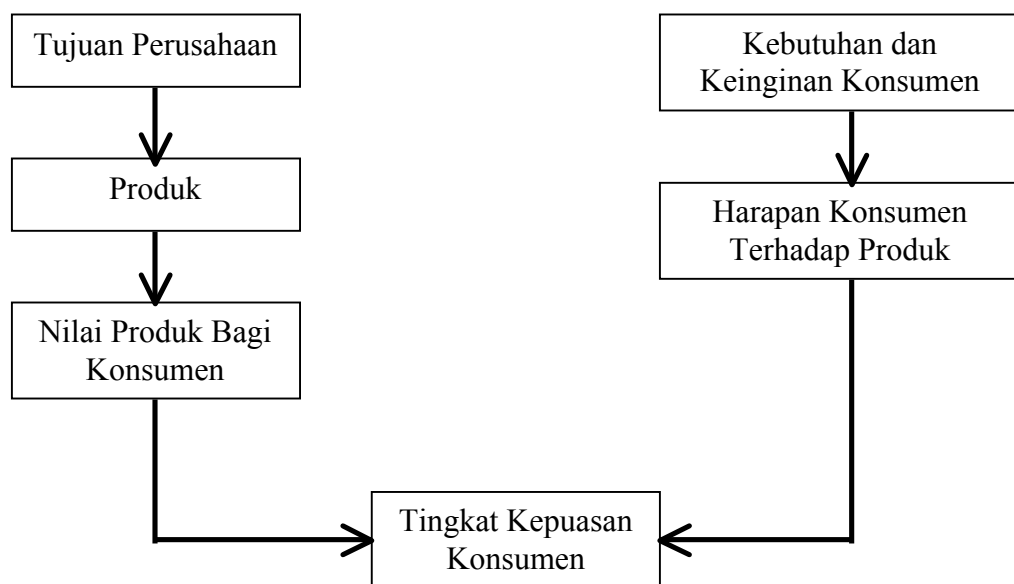 Tujuan Perusahaan
Produk
Nilai Produk Bagi
Konsumen
Kebutuhan dan
Keinginan Konsumen
Harapan Konsumen
Terhadap Produk
Tingkat Kepuasan
Konsumen